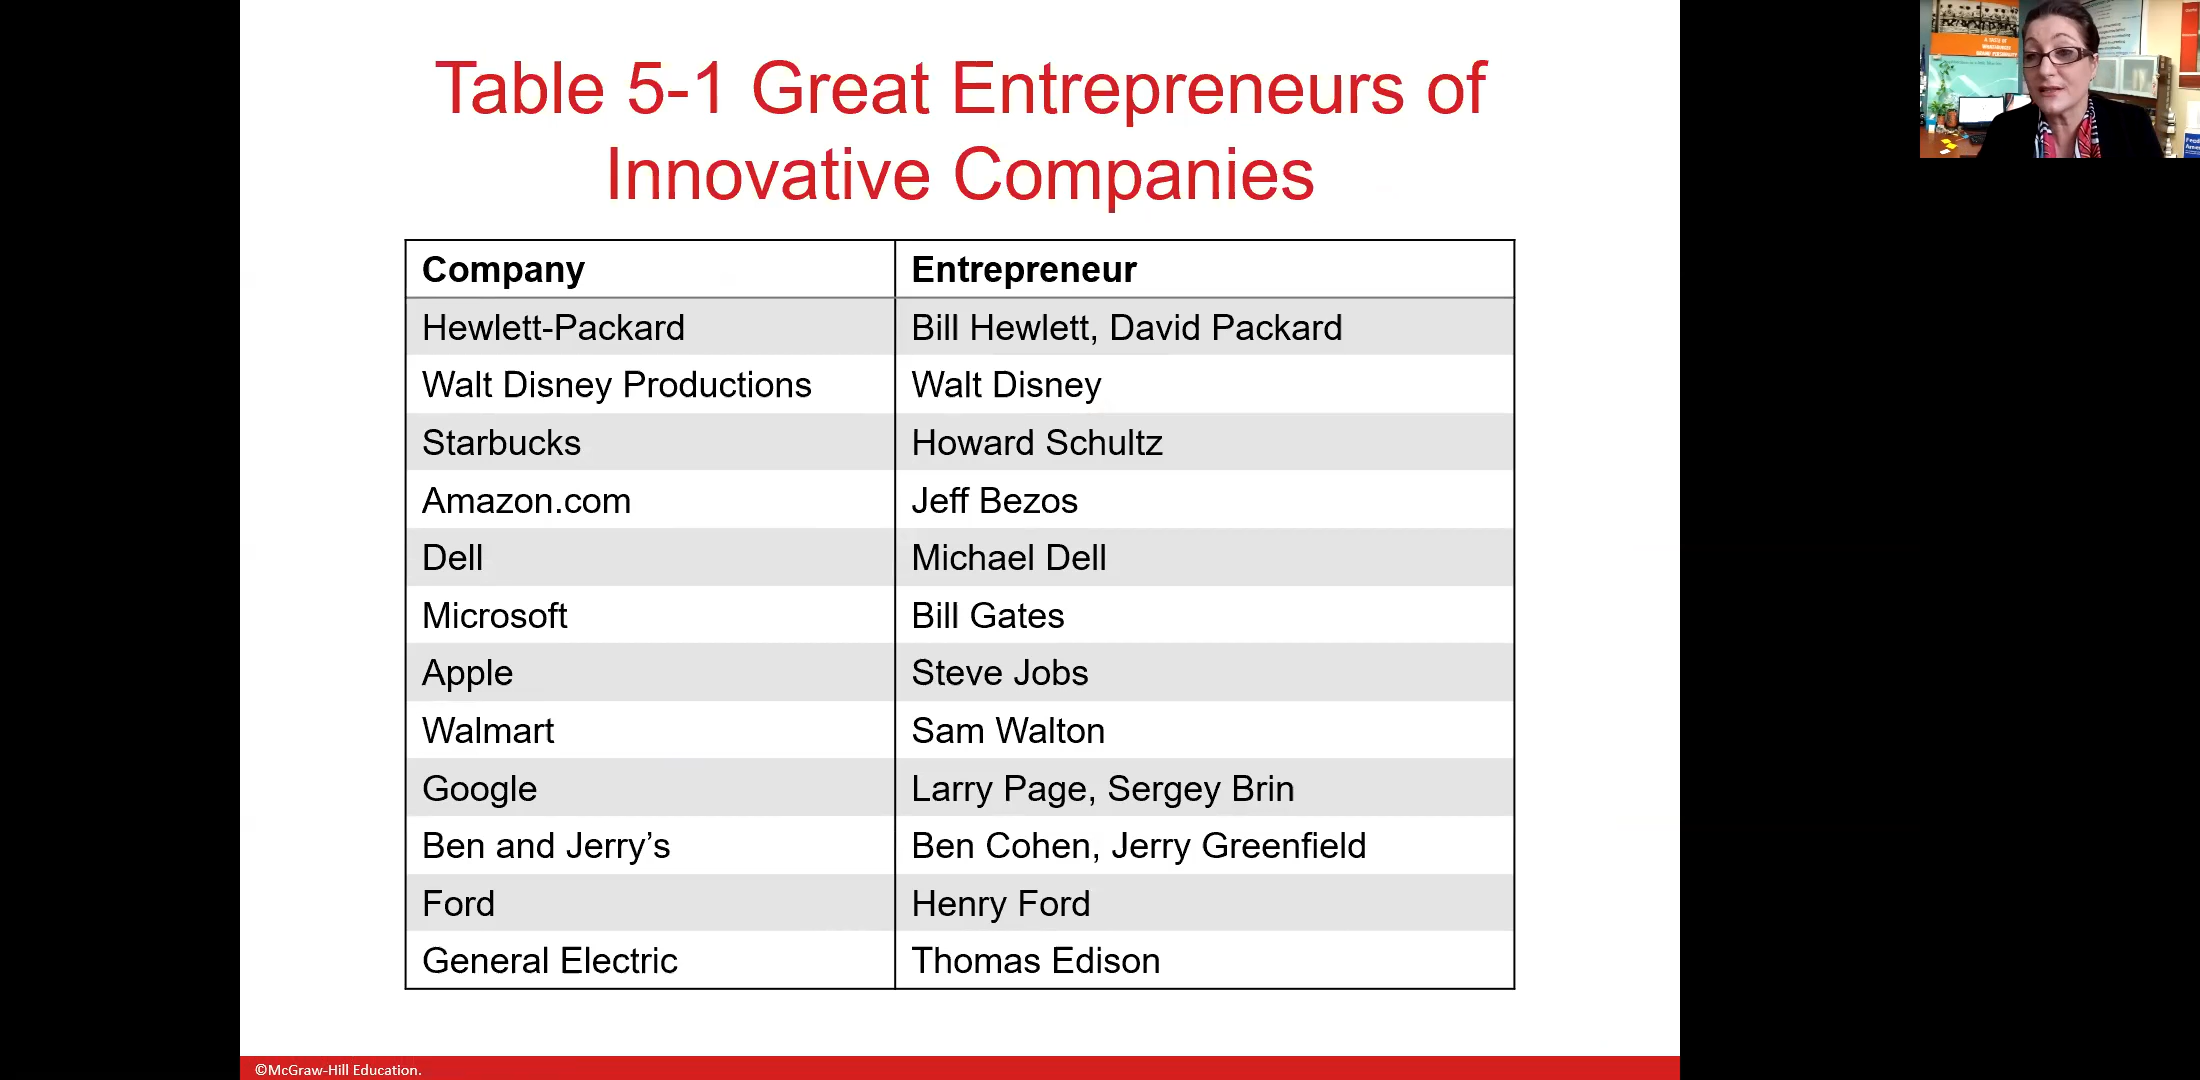 Table 5-1 Great Entrepreneurs of
Innovative Companies
Company Entrepreneur
Hewlett-Packard Bill Hewlett, David Packard
Walt Disney Productions Walt Disney
Starbucks Howard Schultz
Amazon.com Jeff Bezos
Dell Michael Dell
Microsoft Bill Gates
Apple Steve Jobs
Walmart Sam Walton
Google Larry Page, Sergey Brin
Ben and Jerry’s Ben Cohen, Jerry Greenfield
Ford Henry Ford
General Electric Thomas Edison
©McGraw-Hill Education.
A TASTE OF